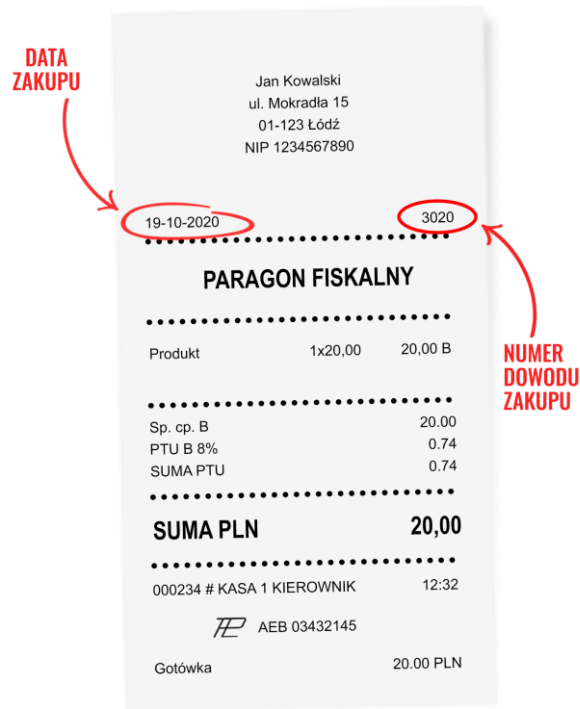 DATA
ZAKUPU
Jan Kowalski
ul. Mokradła 15
01-123 Łódź
NIP 1234567890
19-10-2020 3020
PARAGON FISKALNY
Produkt 1x20,00 20,00 B
NUMER
DOWODU
ZAKUPU
Sp. cp. B 20.00
PTU B 8% 0.74
SUMA PTU 0.74
SUMA PLN 20,00
000234 # KASA 1 KIEROWNIK 12:32
AEB 03432145
Gotówka 20.00 PLN